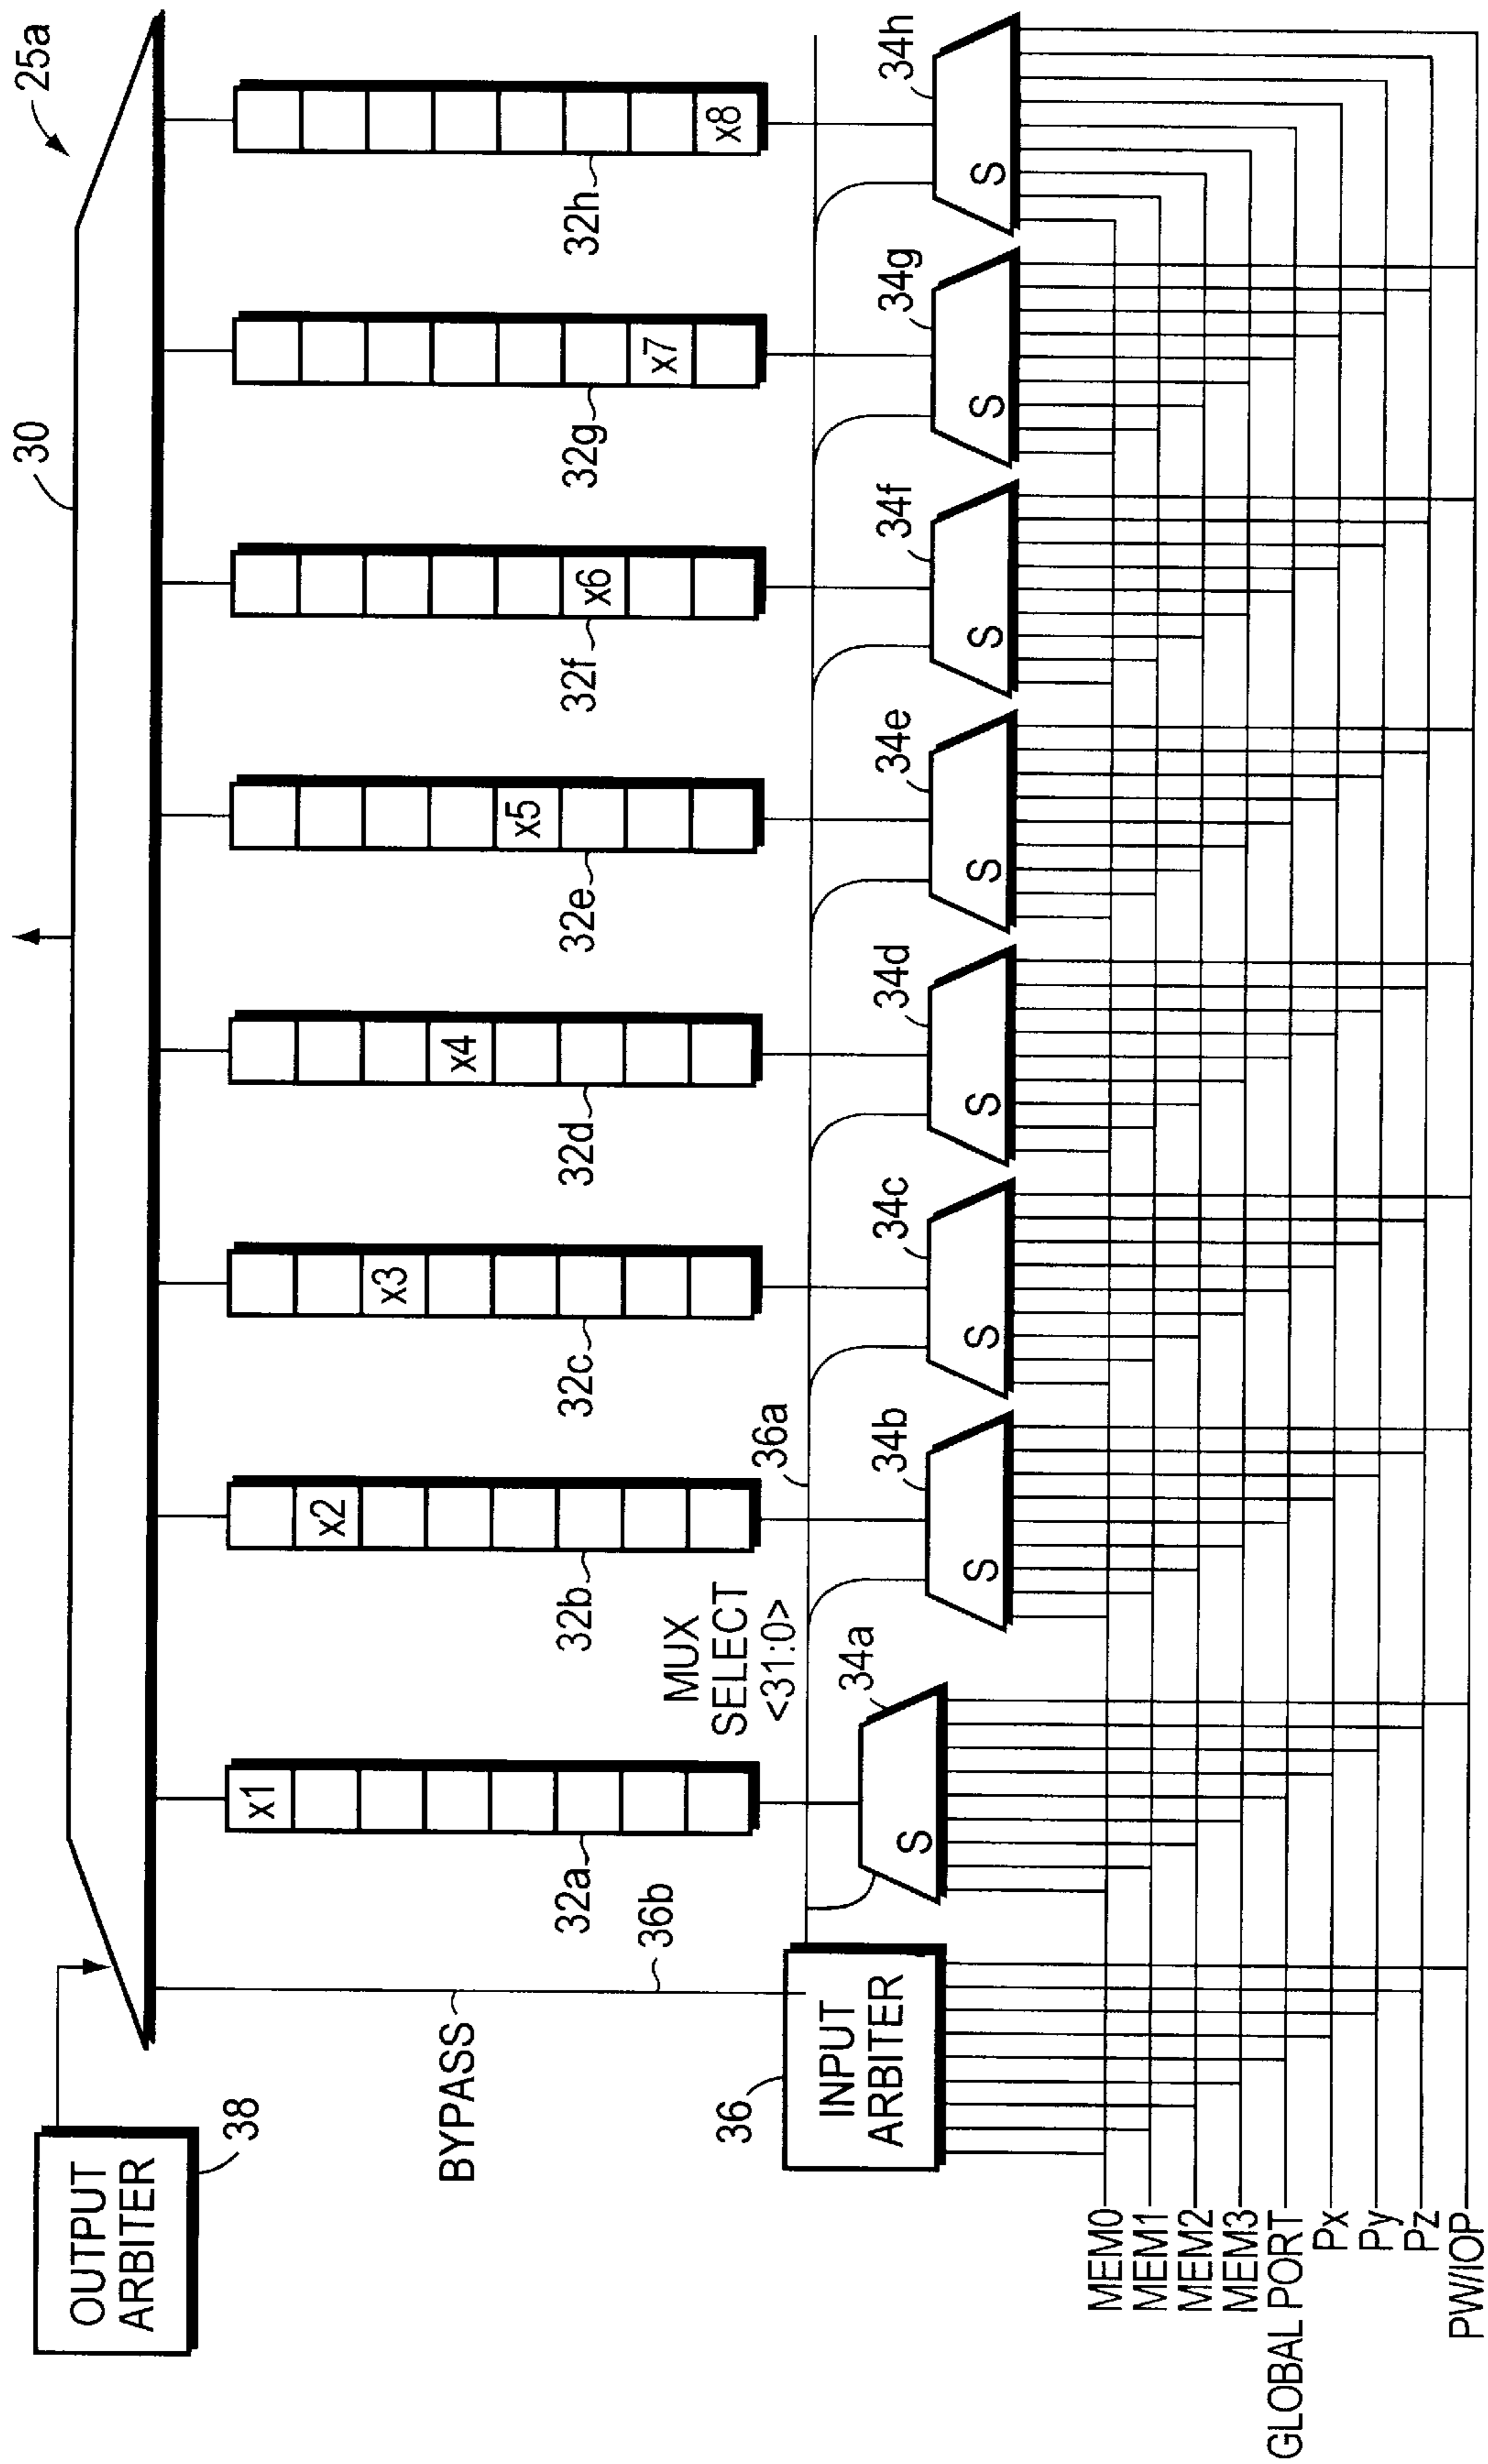 25a
30
OUTPUT
ARBITER
38
BYPASS
36b
x1
x2
x3
x4
x5
x6
x7
x8
32a
32b
32c
32d
32e
32f
32g
32h
MUX
SELECT
<31:0>
36a
36
INPUT
ARBITER
34a
34b
34c
34d
34e
34f
34g
34h
S
S
S
S
S
S
S
S
MEM0
MEM1
MEM2
MEM3
GLOBAL PORT
Px
Py
Pz
PW/IOP